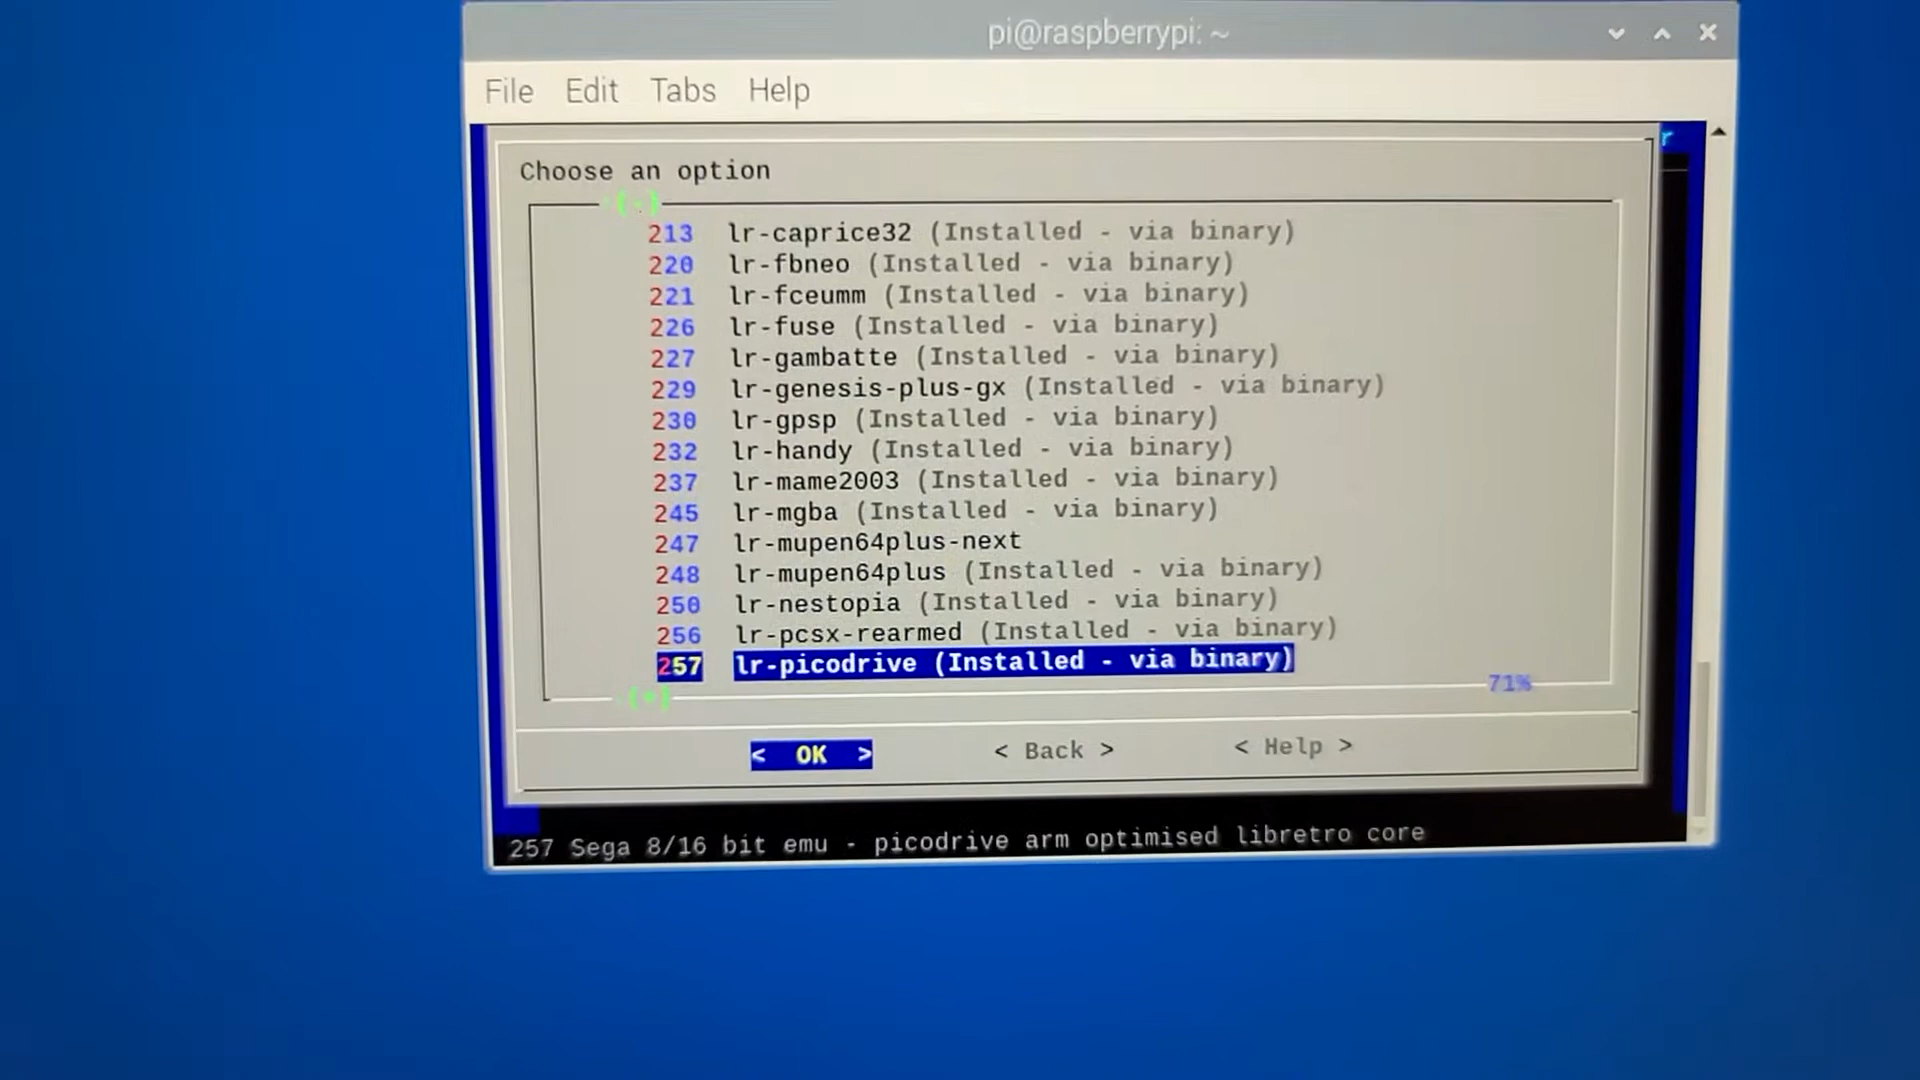 pi@raspberrypi: ~
File Edit Tabs Help
r
Choose an option
213 lr-caprice32 (Installed - via binary)
220 lr-fbneo (Installed - via binary)
221 lr-fceumm (Installed - via binary)
226 lr-fuse (Installed - via binary)
227 lr-gambatte (Installed - via binary)
229 lr-genesis-plus-gx (Installed - via binary)
230 lr-gpsp (Installed - via binary)
232 lr-handy (Installed - via binary)
237 lr-mame2003 (Installed - via binary)
245 lr-mgba (Installed - via binary)
247 lr-mupen64plus-next
248 lr-mupen64plus (Installed - via binary)
250 lr-nestopia (Installed - via binary)
256 lr-pcsx-rearmed (Installed - via binary)
257 lr-picodrive (Installed - via binary)
71%
< OK > < Back > < Help >
257 Sega 8/16 bit emu - picodrive arm optimised libretro core